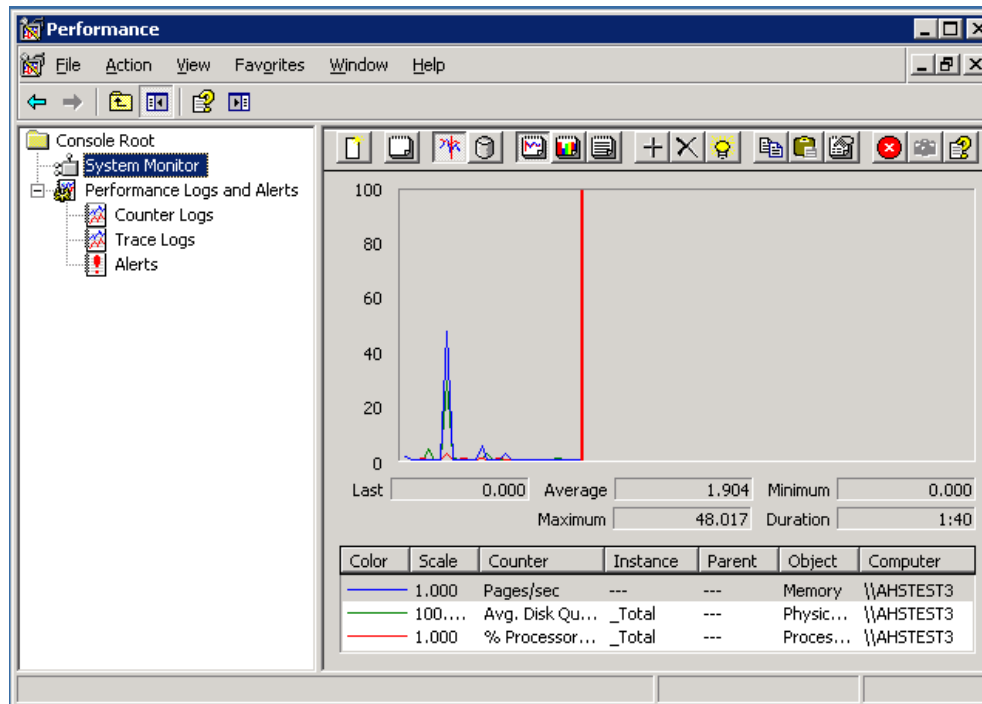 Performance
File Action View Favorites Window Help
Console Root
System Monitor
Performance Logs and Alerts
Counter Logs
Trace Logs
Alerts
100
80
60
40
20
0
Last 0.000 Average 1.904 Minimum 0.000
Maximum 48.017 Duration 1:40
Color Scale Counter Instance Parent Object Computer
1.000 Pages/sec --- --- Memory \\AHSTEST3
100.... Avg. Disk Qu... _Total --- Physic... \\AHSTEST3
1.000 % Processor... _Total --- Proces... \\AHSTEST3